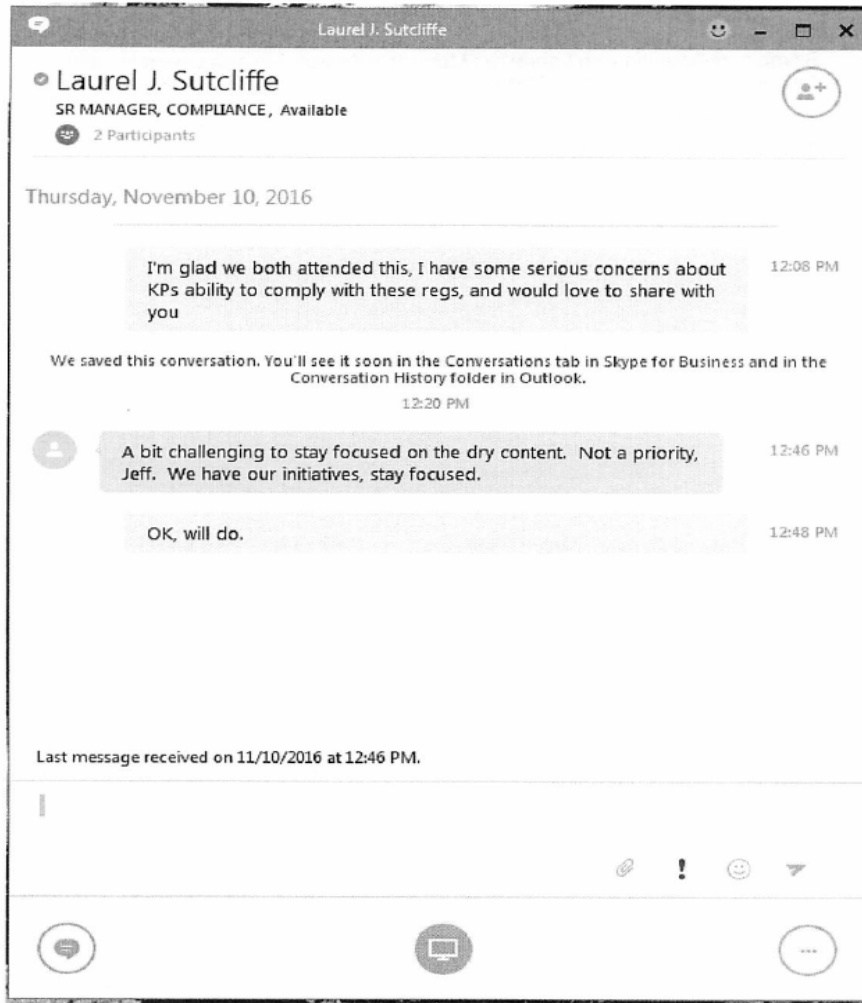 Laurel J. Sutcliffe
Laurel J. Sutcliffe
SR MANAGER, COMPLIANCE, Available
2 Participants
Thursday, November 10, 2016
I'm glad we both attended this, I have some serious concerns about
KPs ability to comply with these regs, and would love to share with
you
12:08 PM
We saved this conversation. You'll see it soon in the Conversations tab in Skype for Business and in the
Conversation History folder in Outlook.
12:20 PM
A bit challenging to stay focused on the dry content.  Not a priority,
Jeff.  We have our initiatives, stay focused.
12:46 PM
OK, will do.
12:48 PM
Last message received on 11/10/2016 at 12:46 PM.